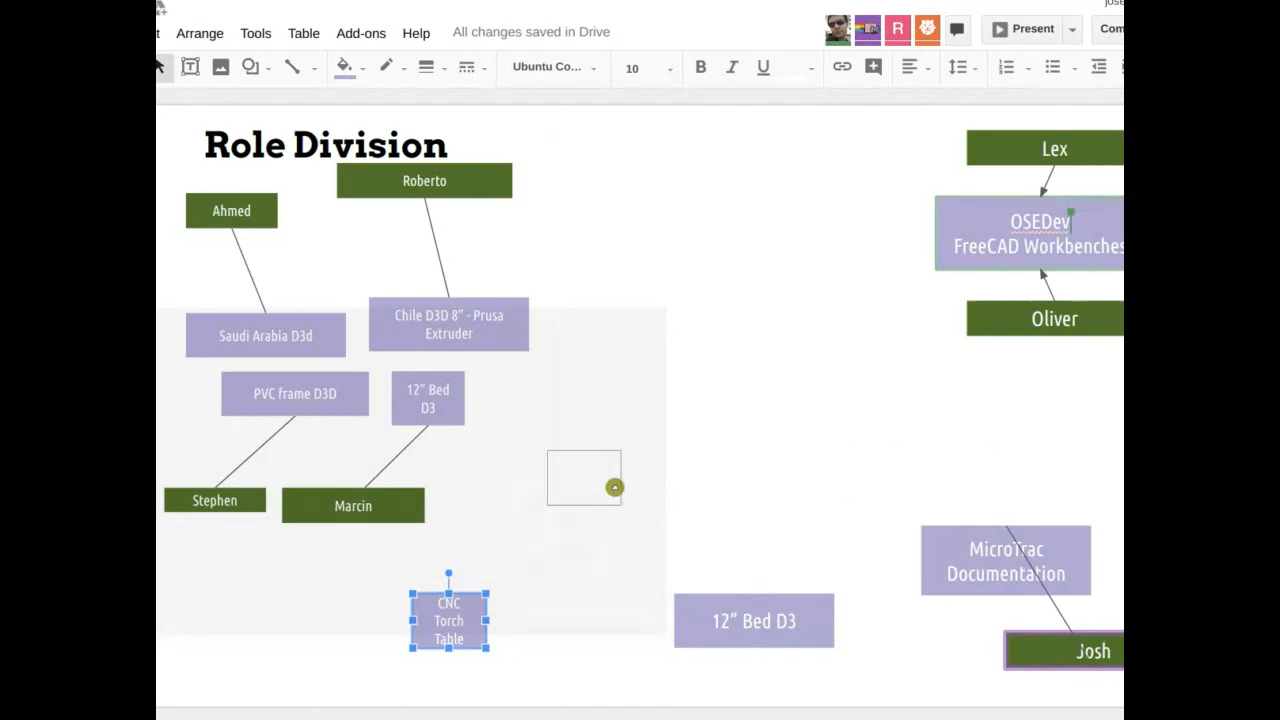 jose
t Arrange Tools Table Add-ons Help All changes saved in Drive
R
Present
Com
Ubuntu Co...
10
B I U
Role Division
Roberto
Ahmed
Lex
OSEDev
FreeCAD Workbenches
Oliver
Chile D3D 8" - Prusa
Extruder
Saudi Arabia D3d
PVC frame D3D
12" Bed
D3
Stephen
Marcin
MicroTrac
Documentation
CNC
Torch
Table
12" Bed D3
Josh